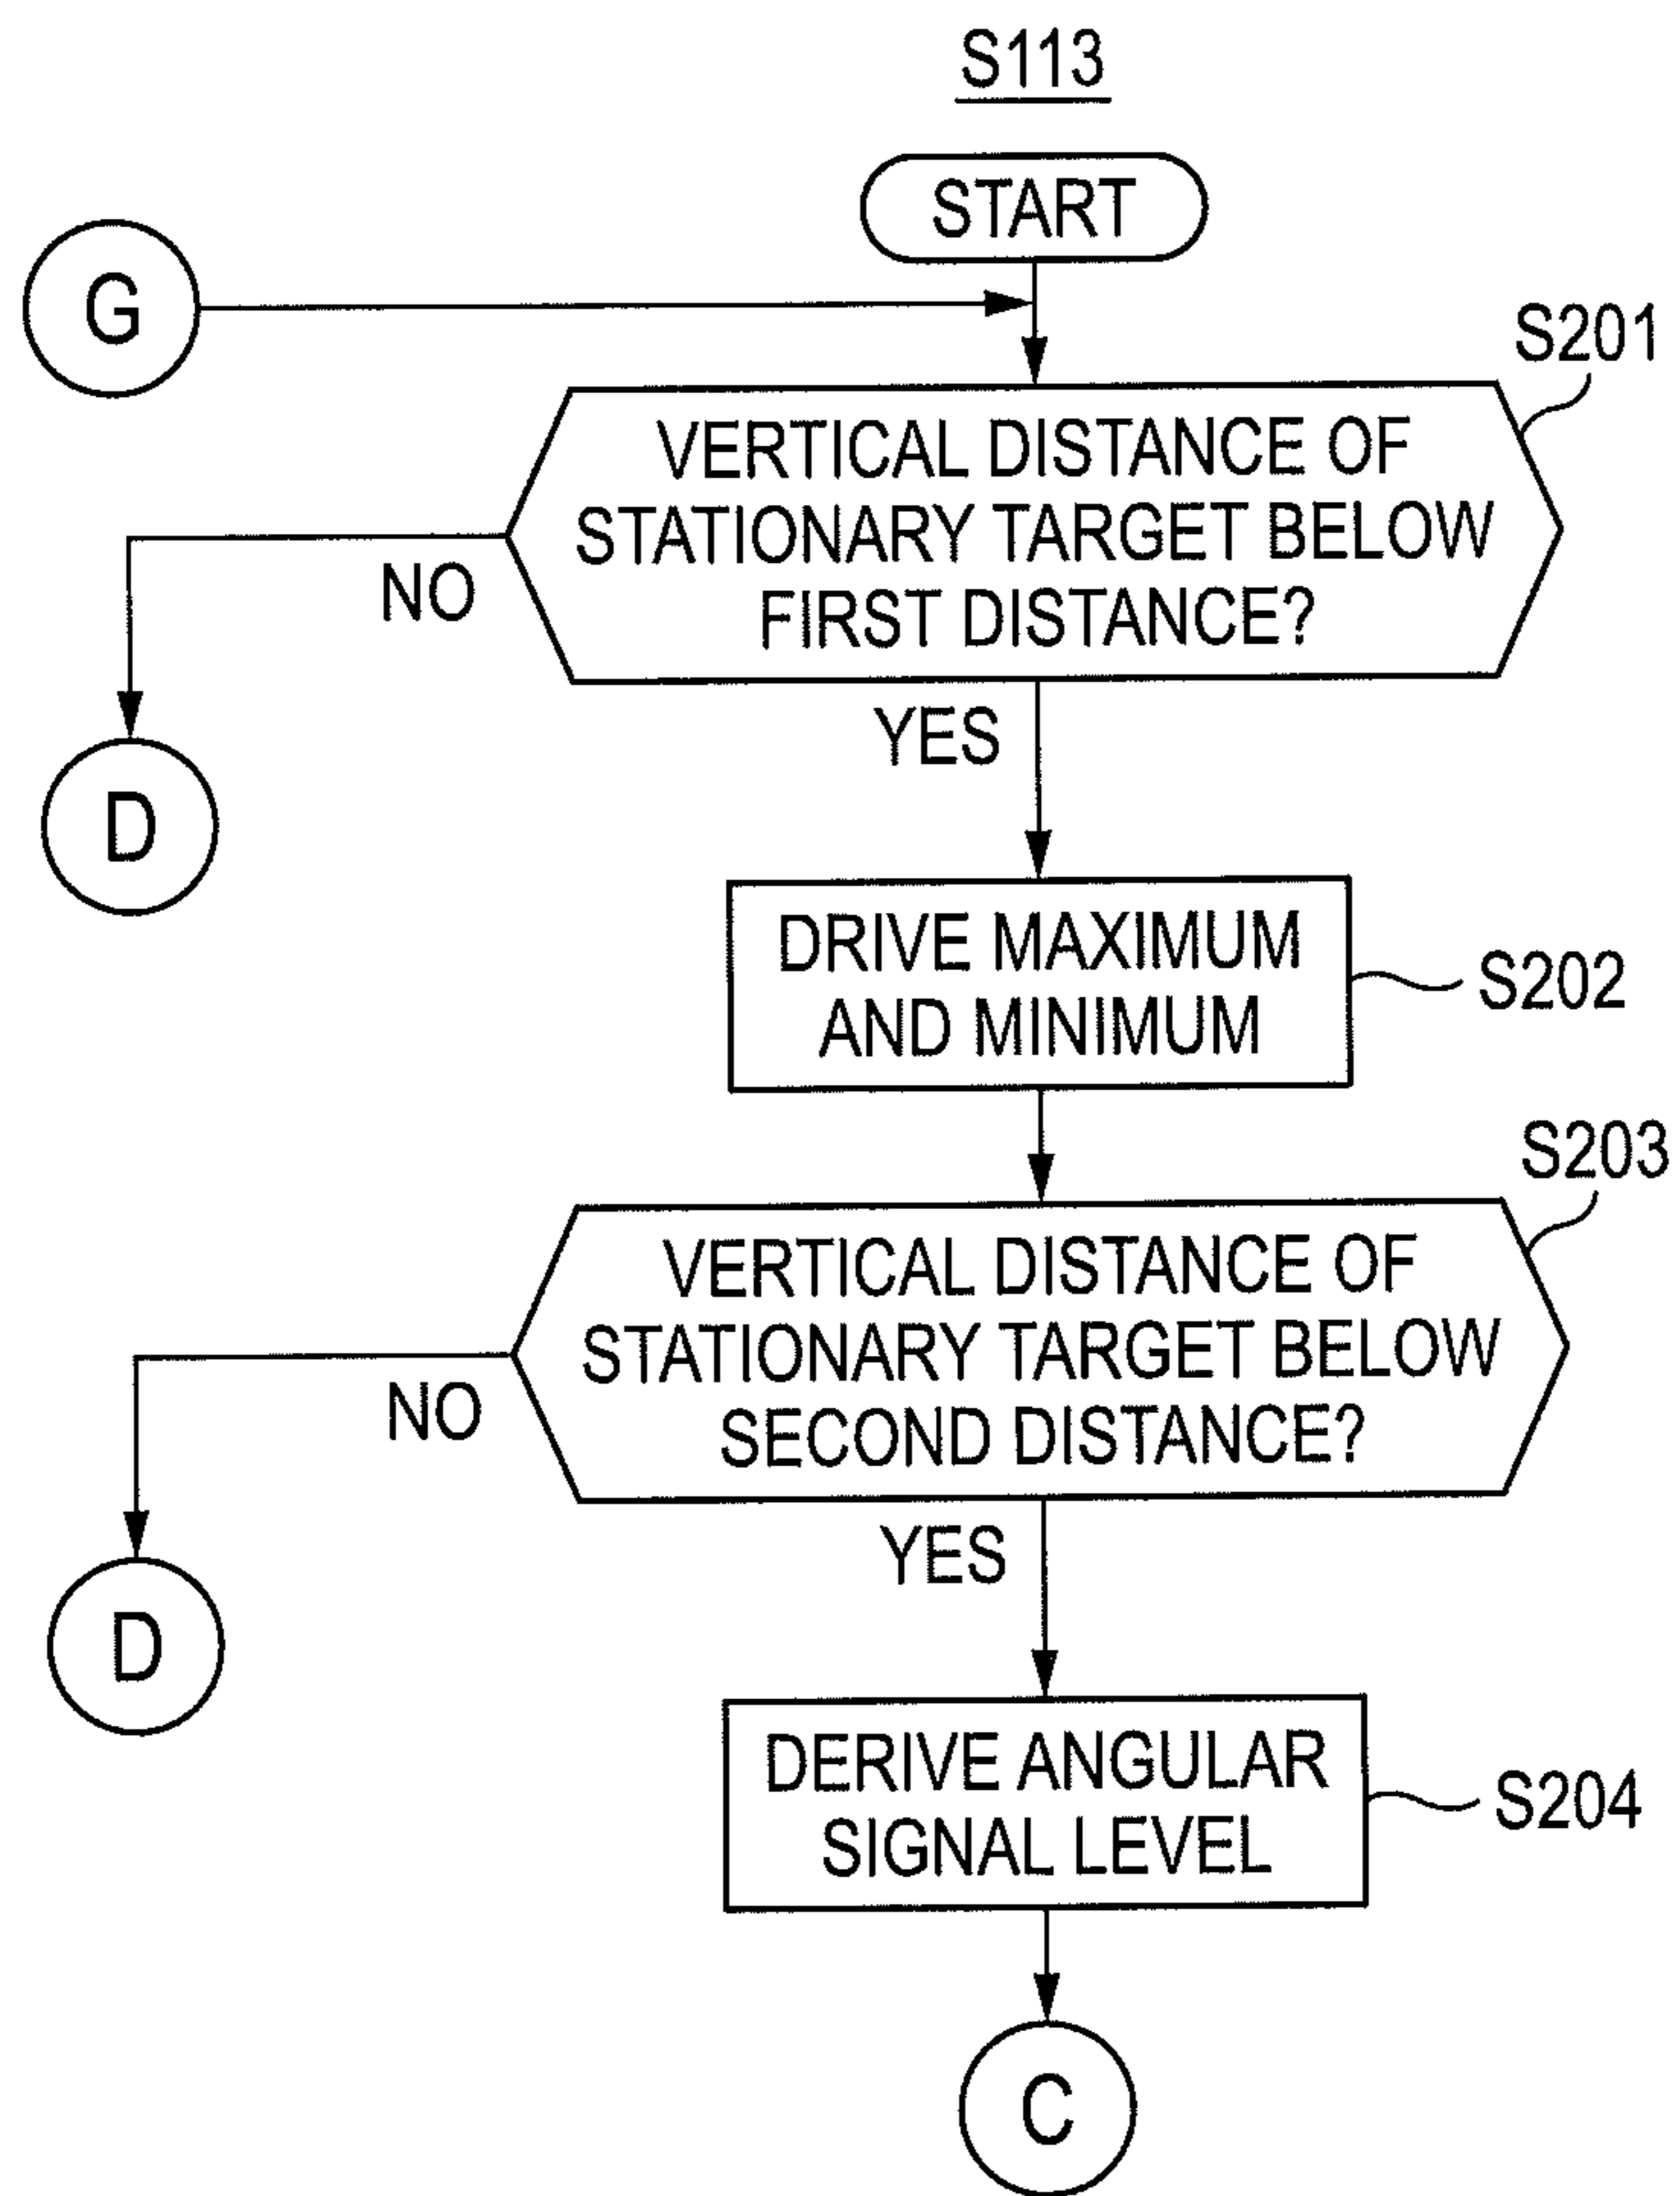 S113
START
G
S201
VERTICAL DISTANCE OF
STATIONARY TARGET BELOW
FIRST DISTANCE?
NO
YES
D
DRIVE MAXIMUM
AND MINIMUM
S202
S203
VERTICAL DISTANCE OF
STATIONARY TARGET BELOW
SECOND DISTANCE?
NO
YES
D
DERIVE ANGULAR
SIGNAL LEVEL
S204
C